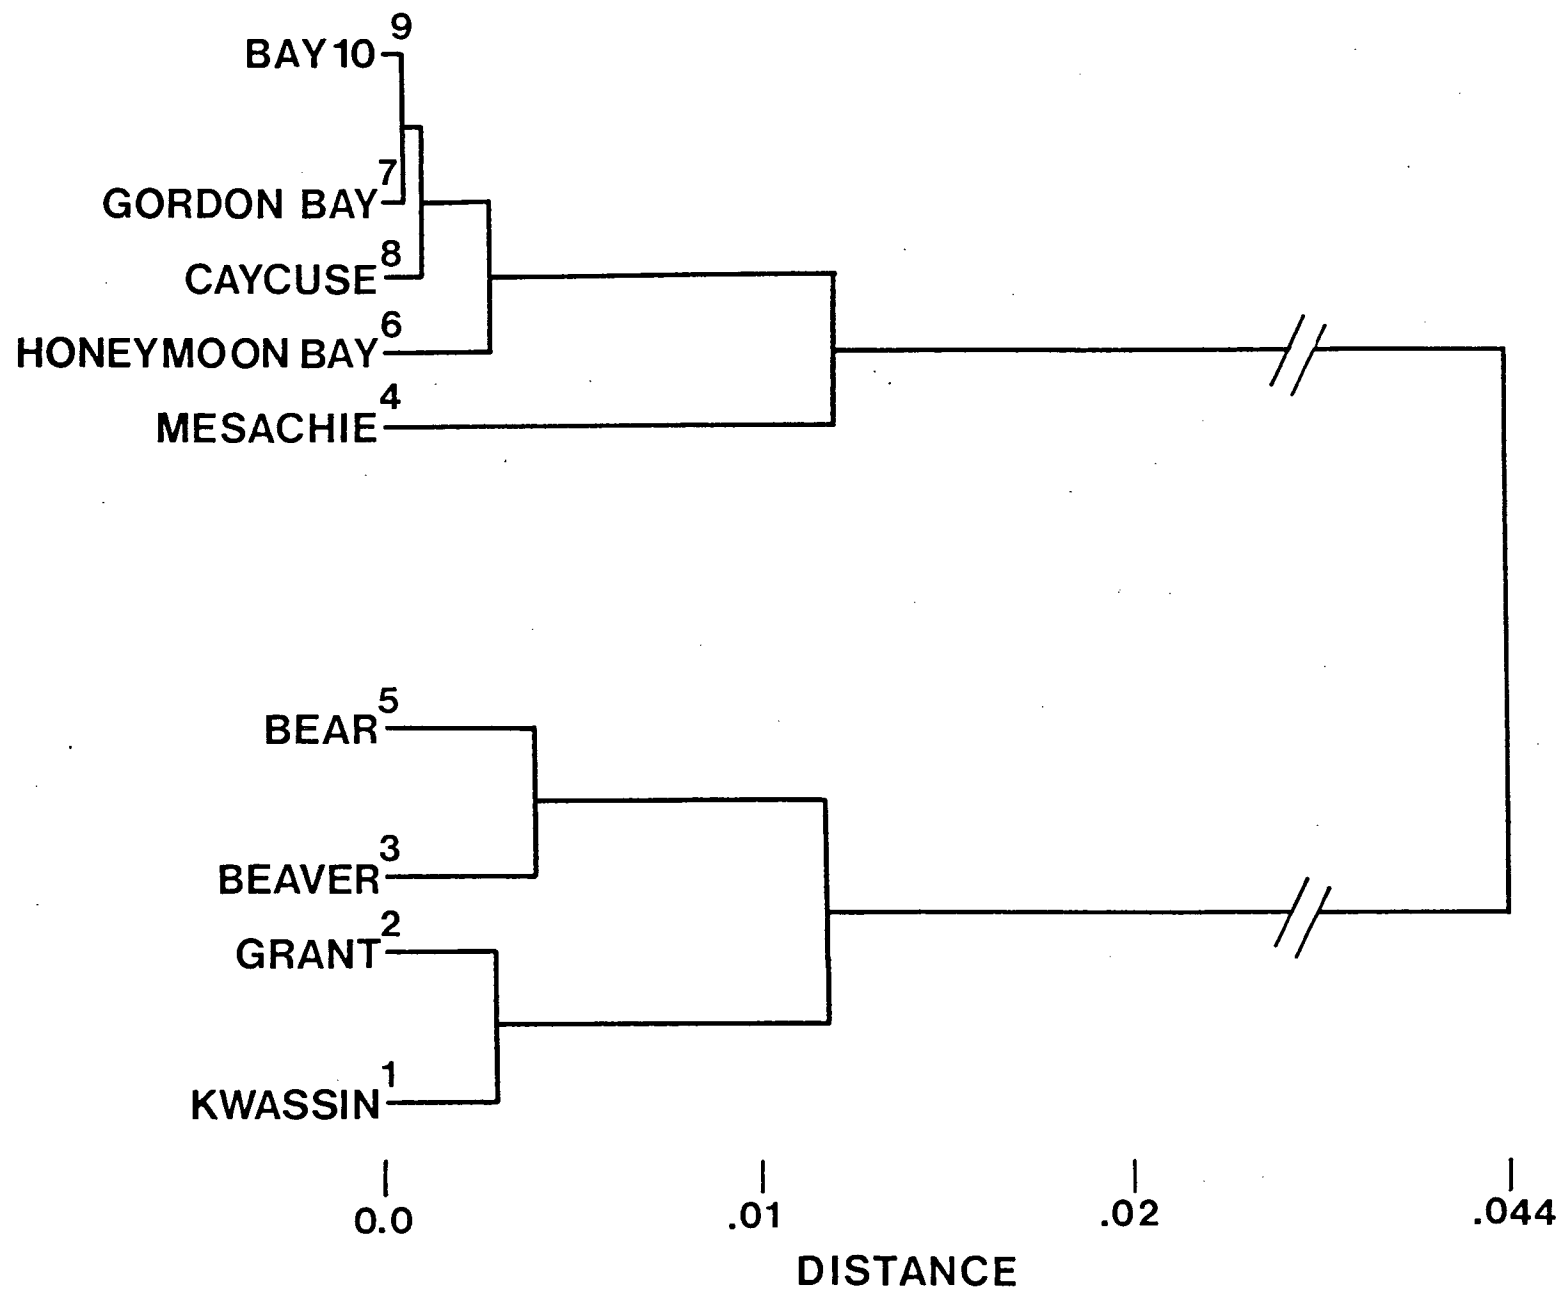 9
BAY 10
7
GORDON BAY
8
CAYCUSE
6
HONEYMOON BAY
4
MESACHIE
5
BEAR
3
BEAVER
2
GRANT
1
KWASSIN
0.0 .01 .02 .044
DISTANCE